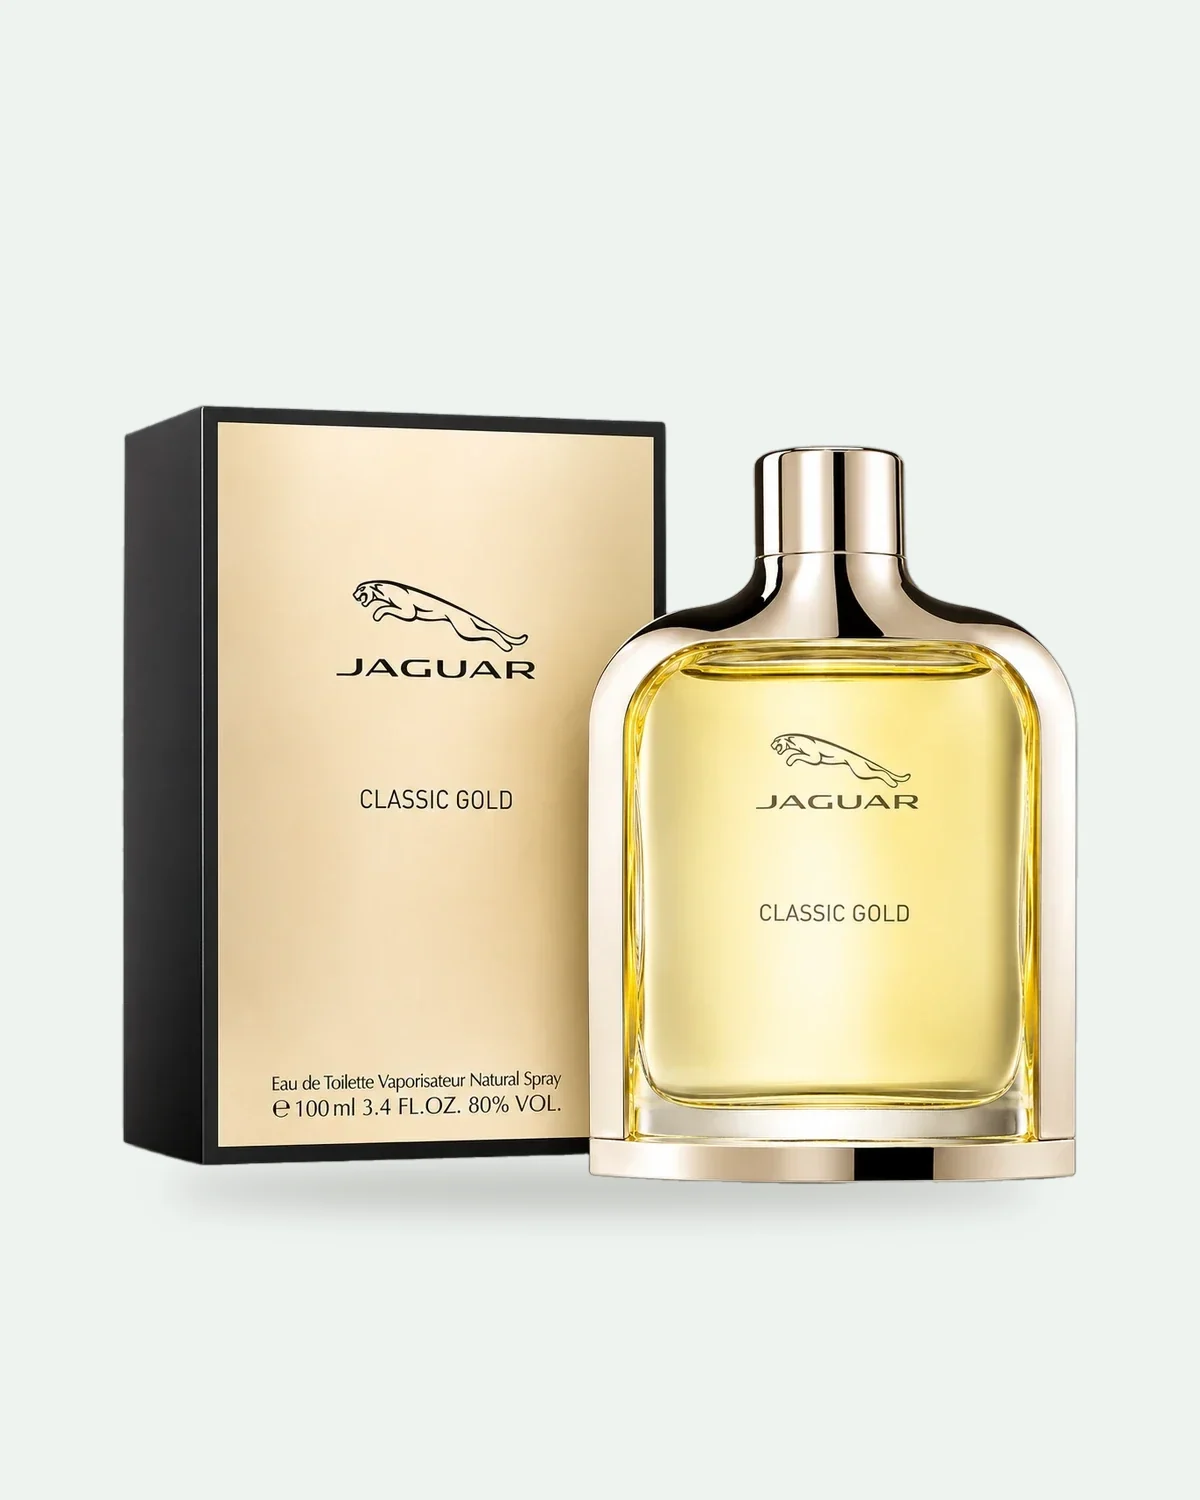 JAGUAR
CLASSIC GOLD
Eau de Toilette Vaporisateur Natural Spray
℮ 100 ml 3.4 FL.OZ. 80% VOL.
JAGUAR
CLASSIC GOLD